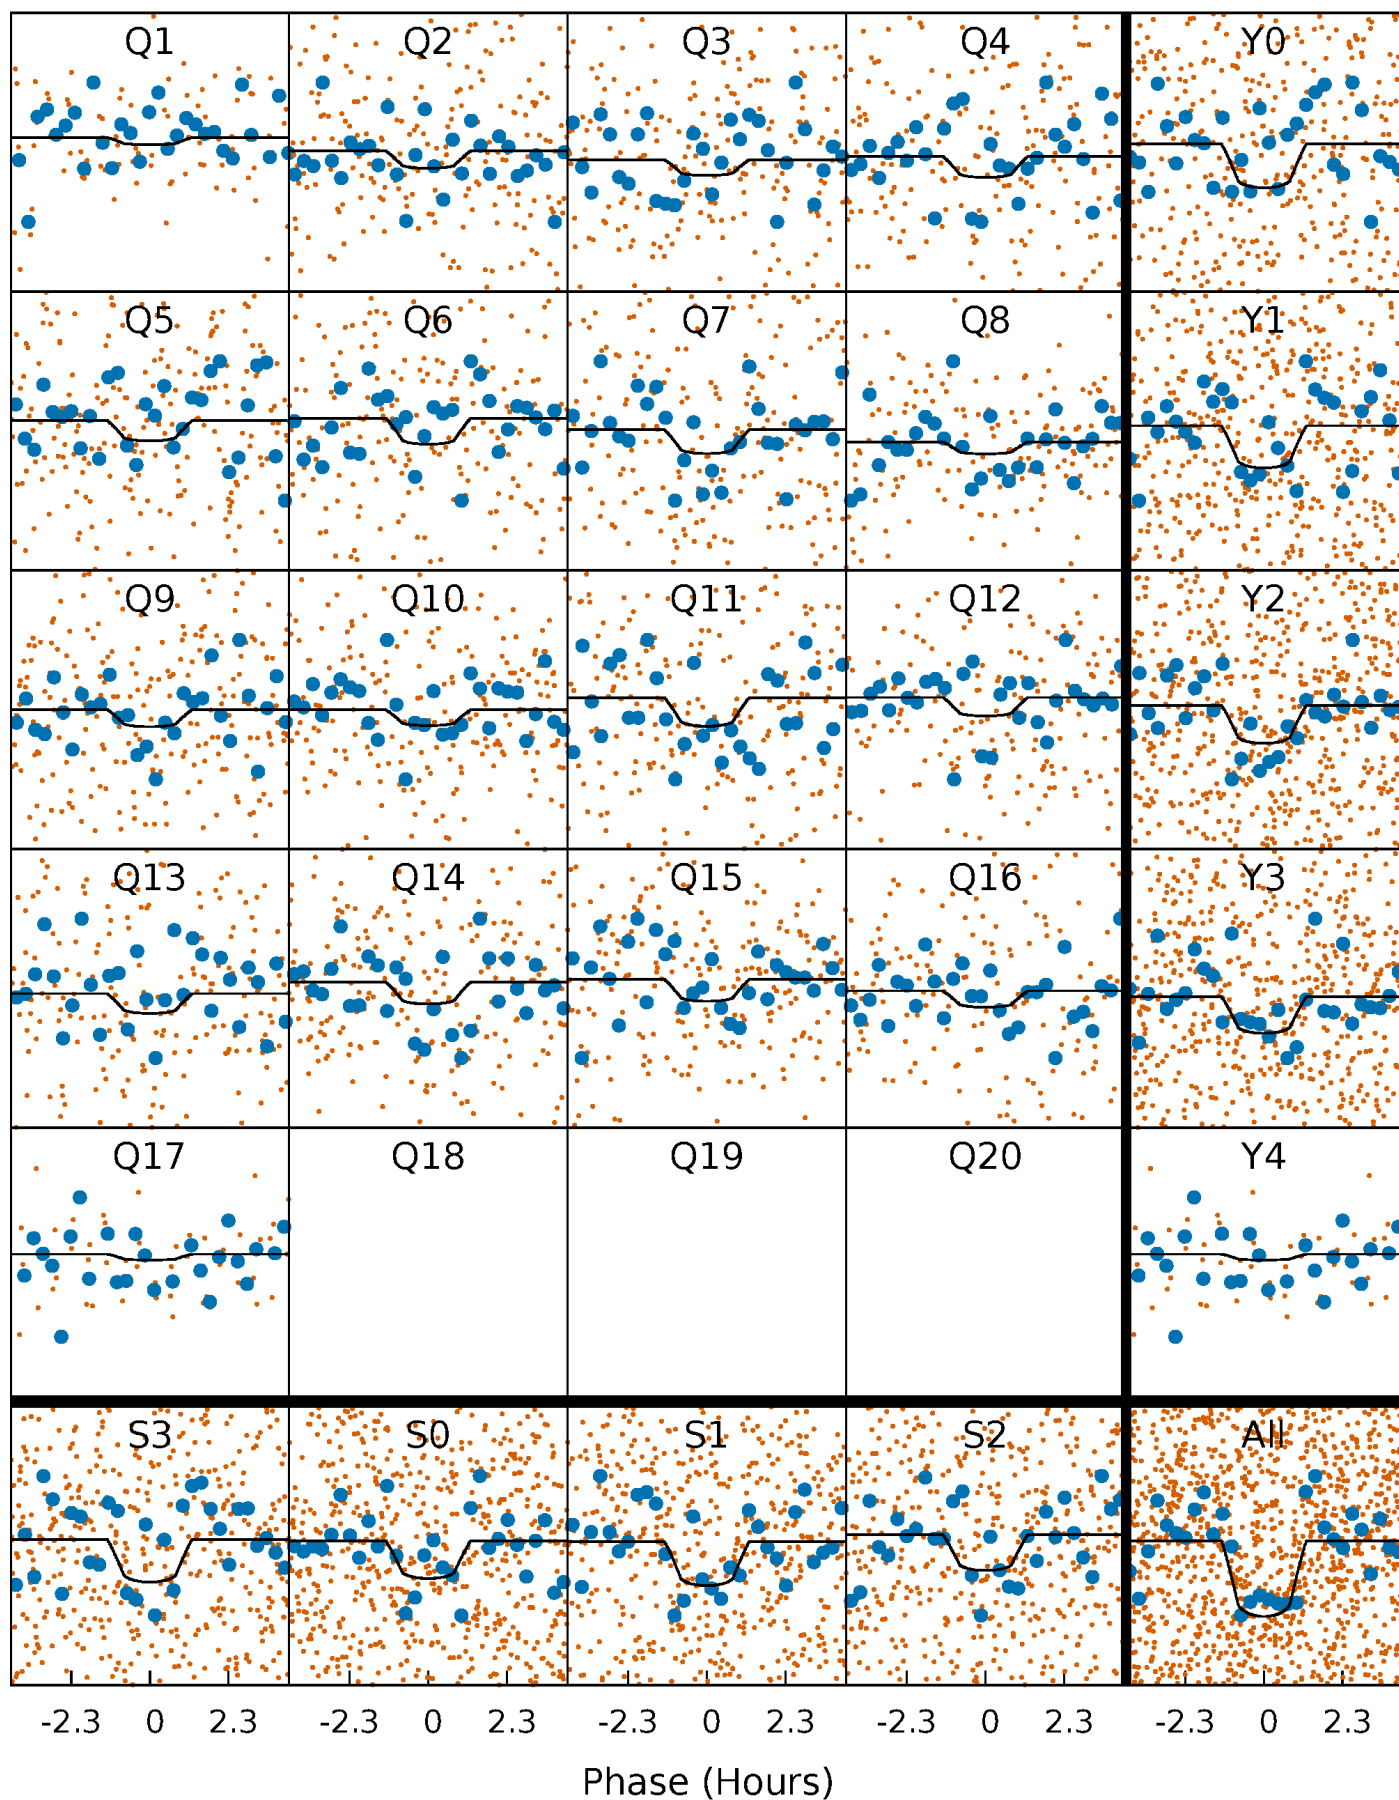 Q1 Q2 Q3 Q4 Y0
Q5 Q6 Q7 Q8 Y1
Q9 Q10 Q11 Q12 Y2
Q13 Q14 Q15 Q16 Y3
Q17 Q18 Q19 Q20 Y4
S3 S0 S1 S2 All
-2.3 0 2.3 -2.3 0 2.3 -2.3 0 2.3 -2.3 0 2.3 -2.3 0 2.3
Phase (Hours)